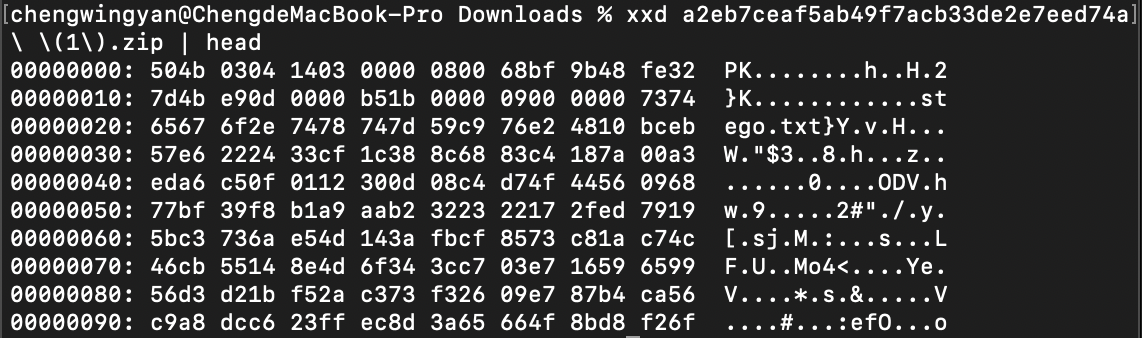 [chengwingyan@ChengdeMacBook-Pro Downloads % xxd a2eb7ceaf5ab49f7acb33de2e7eed74a]
\ \(1\).zip | head
00000000: 504b 0304 1403 0000 0800 68bf 9b48 fe32  PK........h..H.2
00000010: 7d4b e90d 0000 b51b 0000 0900 0000 7374  }K............st
00000020: 6567 6f2e 7478 747d 59c9 76e2 4810 bceb  ego.txt}Y.v.H...
00000030: 57e6 2224 33cf 1c38 8c68 83c4 187a 00a3  W."$3..8.h...z..
00000040: eda6 c50f 0112 300d 08c4 d74f 4456 0968  ......0....ODV.h
00000050: 77bf 39f8 b1a9 aab2 3223 2217 2fed 7919  w.9.....2#"./.y.
00000060: 5bc3 736a e54d 143a fbcf 8573 c81a c74c  [.sj.M.:...s...L
00000070: 46cb 5514 8e4d 6f34 3cc7 03e7 1659 6599  F.U..Mo4<....Ye.
00000080: 56d3 d21b f52a c373 f326 09e7 87b4 ca56  V....*.s.&.....V
00000090: c9a8 dcc6 23ff ec8d 3a65 664f 8bd8 f26f  ....#...:efO...o